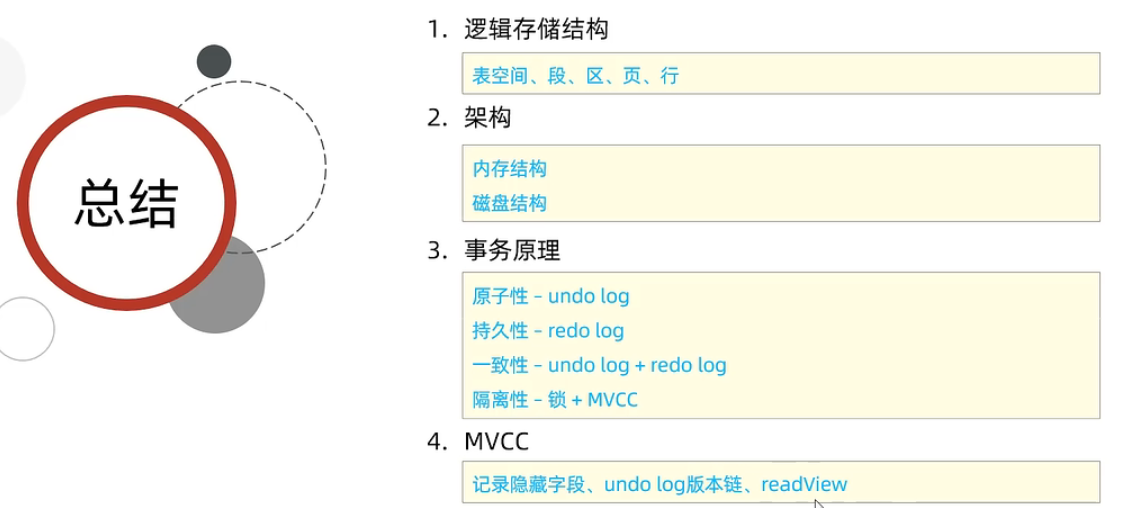 总结
1. 逻辑存储结构
表空间、段、区、页、行
2. 架构
内存结构
磁盘结构
3. 事务原理
原子性 – undo log
持久性 – redo log
一致性 – undo log + redo log
隔离性 – 锁 + MVCC
4. MVCC
记录隐藏字段、undo log版本链、readView